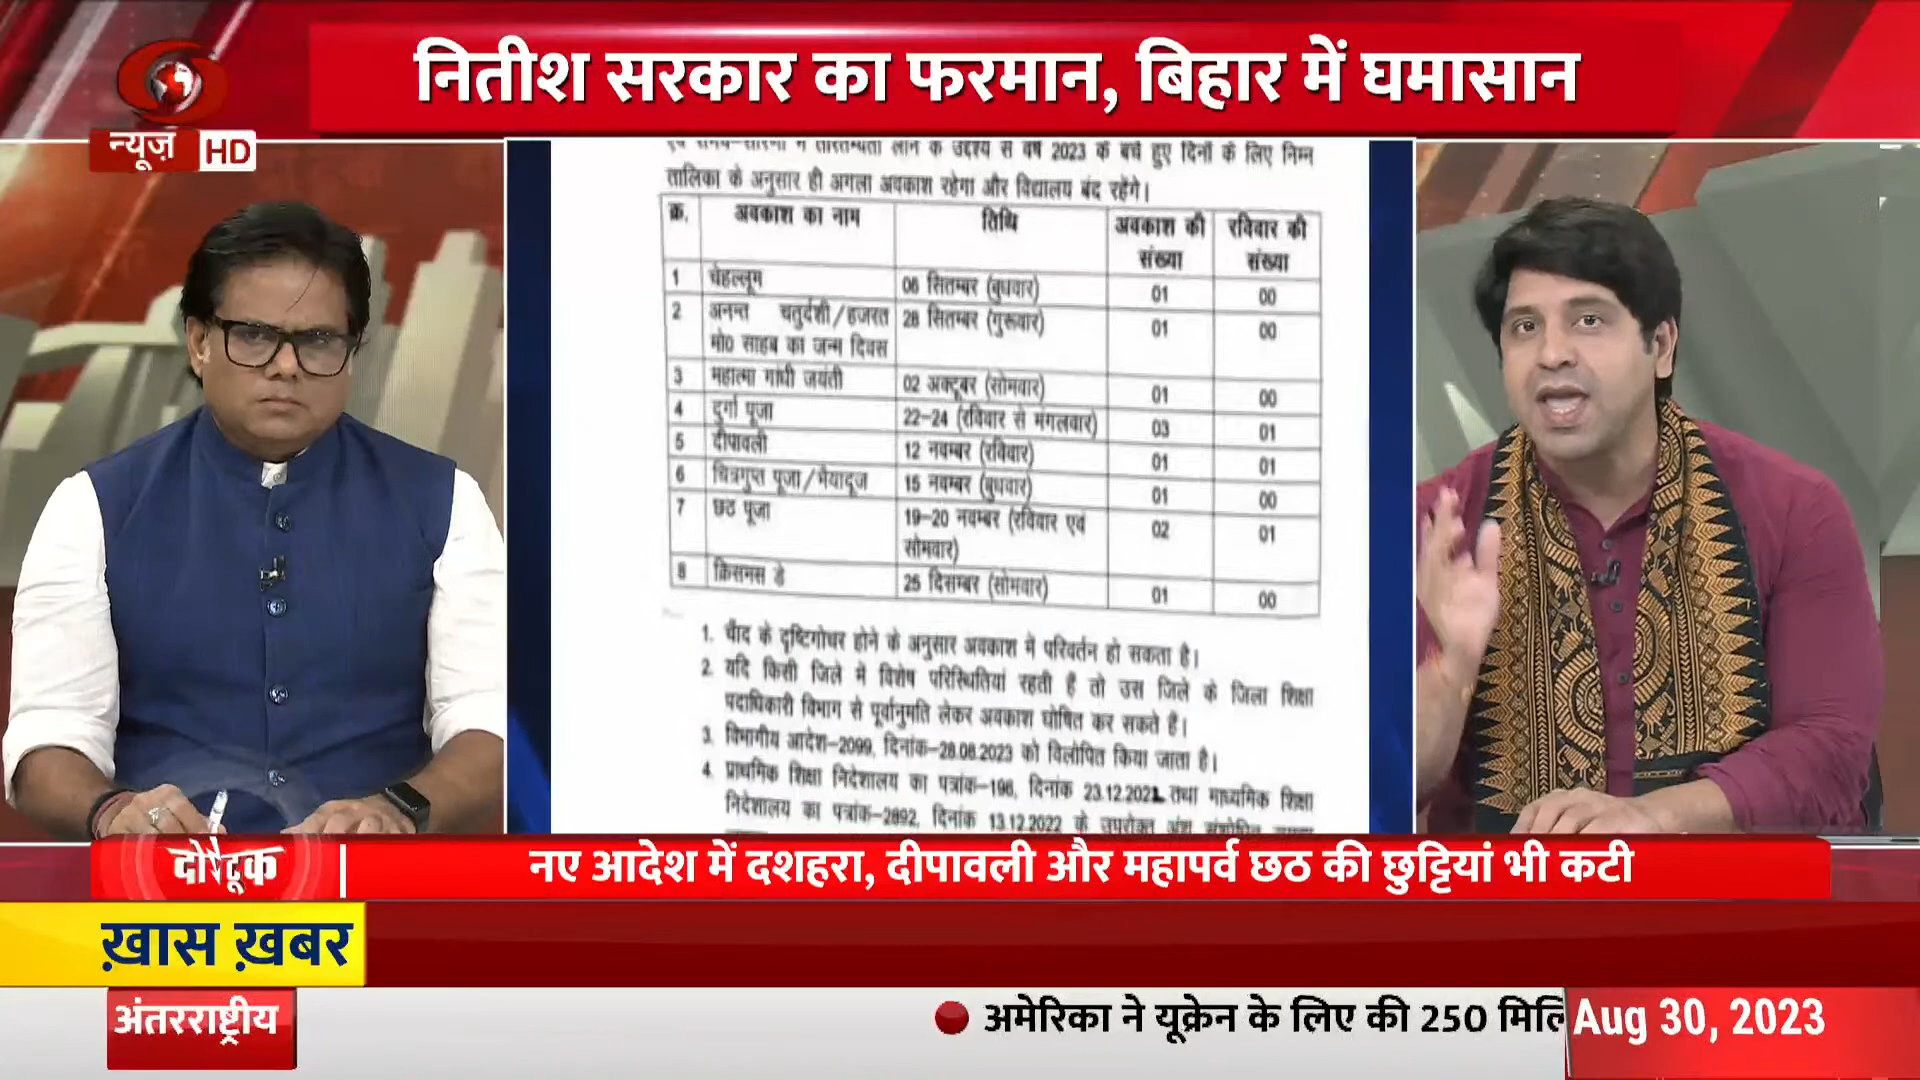 नितीश सरकार का फरमान, बिहार में घमासान
न्यूज़ HD
के उद्देश्य से वर्ष 2023 के बचे हुए दिनों के लिए निम्न
तालिका के अनुसार ही अगला अवकाश रहेगा और विद्यालय बंद रहेंगे।
क्र. अवकाश का नाम तिथि अवकाश की संख्या रविवार की संख्या
1 चेहल्लूम 06 सितम्बर (बुधवार) 01 00
2 अनन्त चतुर्दशी/हजरत मो0 साहब का जन्म दिवस 28 सितम्बर (गुरूवार) 01 00
3 महात्मा गांधी जयंती 02 अक्टूबर (सोमवार) 01 00
4 दुर्गा पूजा 22-24 (रविवार से मंगलवार) 03 01
5 दीपावली 12 नवम्बर (रविवार) 01 01
6 चित्रगुप्त पूजा/भैयादूज 15 नवम्बर (बुधवार) 01 00
7 छठ पूजा 19-20 नवम्बर (रविवार एवं सोमवार) 02 01
8 क्रिसमस डे 25 दिसम्बर (सोमवार) 01 00
1. चाँद के दृष्टिगोचर होने के अनुसार अवकाश में परिवर्तन हो सकता है।
2. यदि किसी जिले में विशेष परिस्थितियां रहती हैं तो उस जिले के जिला शिक्षा
पदाधिकारी विभाग से पूर्वानुमति लेकर अवकाश घोषित कर सकते हैं।
3. विभागीय आदेश-2099, दिनांक-28.08.2023 को विलोपित किया जाता है।
4. प्राथमिक शिक्षा निदेशालय का पत्रांक-196, दिनांक 23.12.2021 तथा माध्यमिक शिक्षा
निदेशालय का पत्रांक-2892, दिनांक 13.12.2022 के उपरोक्त अंश संशोधित
दो टूक
नए आदेश में दशहरा, दीपावली और महापर्व छठ की छुट्टियां भी कटी
ख़ास ख़बर
अंतरराष्ट्रीय
अमेरिका ने यूक्रेन के लिए की 250 मिलि
Aug 30, 2023